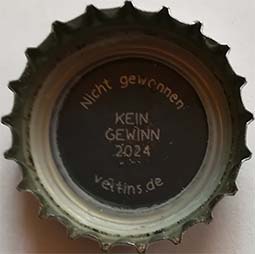 Nicht gewonnen
KEIN
GEWINN
2024
veltins.de